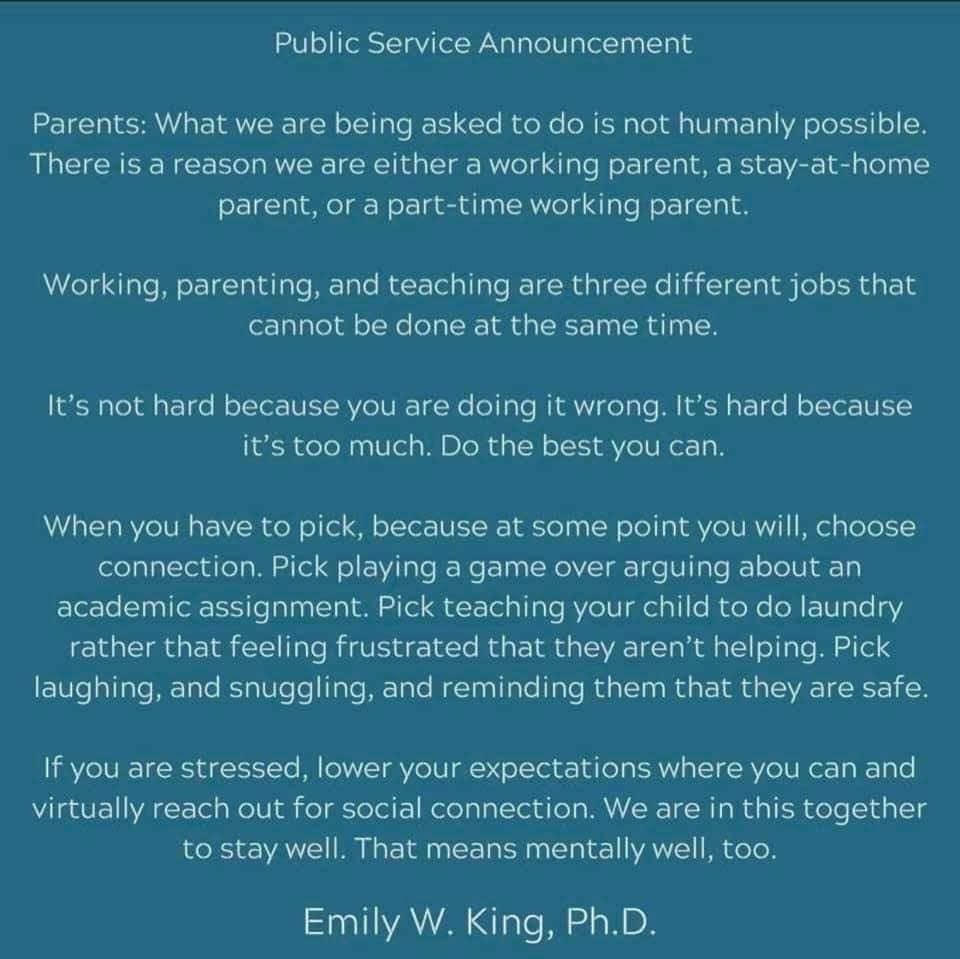 Public Service Announcement
Parents: What we are being asked to do is not humanly possible.
There is a reason we are either a working parent, a stay-at-home
parent, or a part-time working parent.
Working, parenting, and teaching are three different jobs that
cannot be done at the same time.
It's not hard because you are doing it wrong. It's hard because
it's too much. Do the best you can.
When you have to pick, because at some point you will, choose
connection. Pick playing a game over arguing about an
academic assignment. Pick teaching your child to do laundry
rather that feeling frustrated that they aren't helping. Pick
laughing, and snuggling, and reminding them that they are safe.
If you are stressed, lower your expectations where you can and
virtually reach out for social connection. We are in this together
to stay well. That means mentally well, too.
Emily W. King, Ph.D.